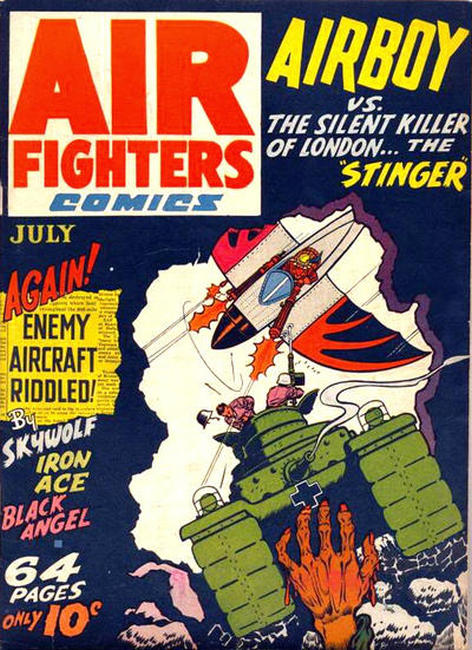 AIR
FIGHTERS
COMICS
AIRBOY
VS.
THE SILENT KILLER
OF LONDON... THE
"STINGER"
JULY
AGAIN!
ENEMY
AIRCRAFT
RIDDLED!
By
SKYWOLF
IRON
ACE
BLACK
ANGEL
64
PAGES
ONLY 10¢